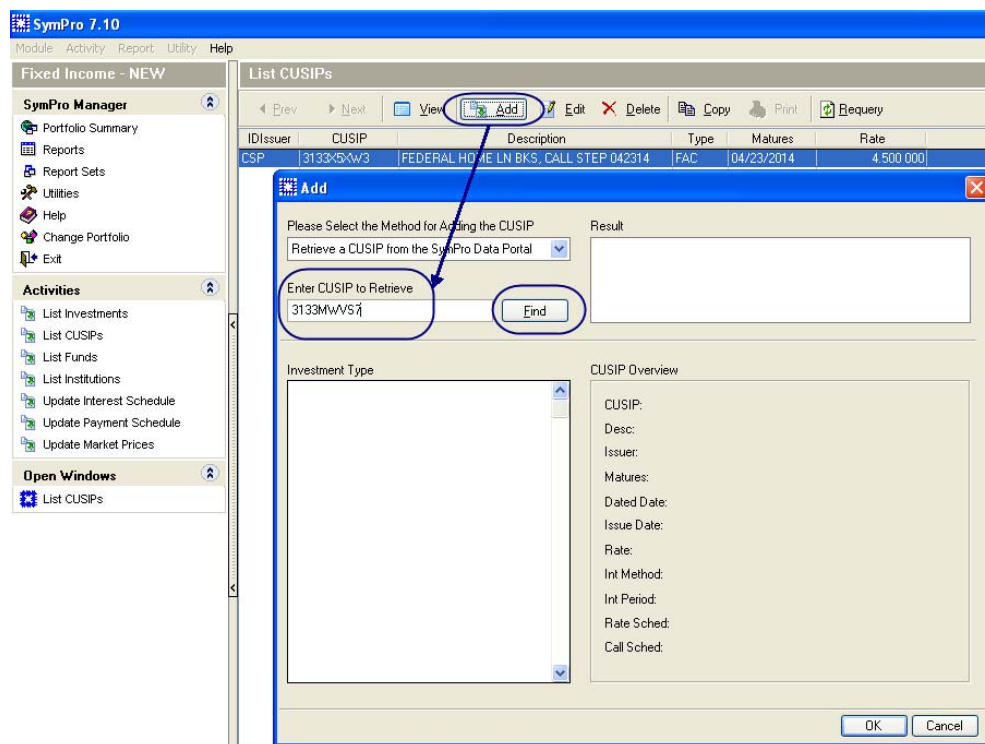 SymPro 7.10
Module Activity Report Utility Help
Fixed Income - NEW
List CUSIPs
SymPro Manager
Portfolio Summary
Reports
Report Sets
Utilities
Help
Change Portfolio
Exit
Activities
List Investments
List CUSIPs
List Funds
List Institutions
Update Interest Schedule
Update Payment Schedule
Update Market Prices
Open Windows
List CUSIPs
Prev Next View Add Edit Delete Copy Print Requery
IDIssuer CUSIP Description Type Matures Rate
CSP 3133X5XW3 FEDERAL HOME LN BKS, CALL STEP 042314 FAC 04/23/2014 4.500 000
Add
Please Select the Method for Adding the CUSIP
Retrieve a CUSIP from the SymPro Data Portal
Enter CUSIP to Retrieve
3133MWVS7
Find
Result
Investment Type
CUSIP Overview
CUSIP:
Desc:
Issuer:
Matures:
Dated Date:
Issue Date:
Rate:
Int Method:
Int Period:
Rate Sched:
Call Sched:
OK Cancel